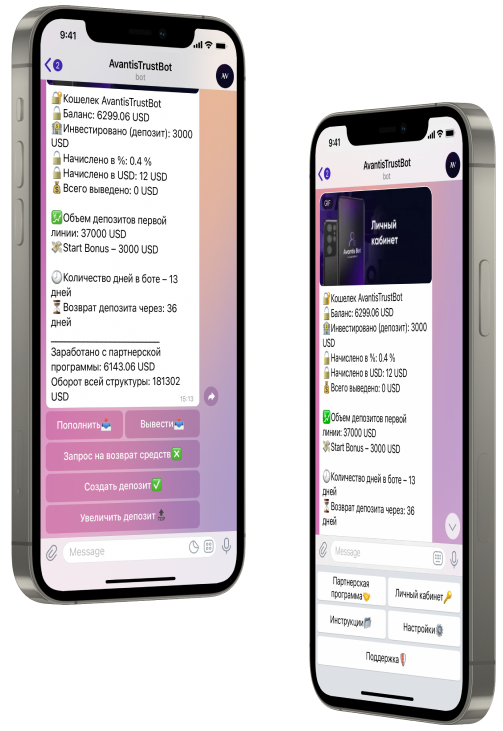 9:41
2
AvantisTrustBot
bot
AV
🔐Кошелек AvantisTrustBot
🔒Баланс: 6299.06 USD
🏦Инвестировано (депозит): 3000
USD
🔒Начислено в %: 0.4 %
🔒Начислено в USD: 12 USD
💰Всего выведено: 0 USD
💹Объем депозитов первой
линии: 37000 USD
💸Start Bonus – 3000 USD
🕐Количество дней в боте – 13
дней
⏳Возврат депозита через: 36
дней
Заработано с партнерской
программы: 6143.06 USD
Оборот всей структуры: 181302
USD
15:13
Пополнить📥
Вывести📤
Запрос на возврат средств❎
Создать депозит✅
Увеличить депозит🔝
Message
9:41
2
AvantisTrustBot
bot
AV
GIF
Личный
кабинет
Avantis Bot
🔐Кошелек AvantisTrustBot
🔒Баланс: 6299.06 USD
🏦Инвестировано (депозит): 3000
USD
🔒Начислено в %: 0.4 %
🔒Начислено в USD: 12 USD
💰Всего выведено: 0 USD
💹Объем депозитов первой
линии: 37000 USD
💸Start Bonus – 3000 USD
🕐Количество дней в боте – 13
дней
⏳Возврат депозита через: 36
дней
Message
Партнерская
программа🤝
Личный кабинет🔑
Инструкции
Настройки⚙️
Поддержка